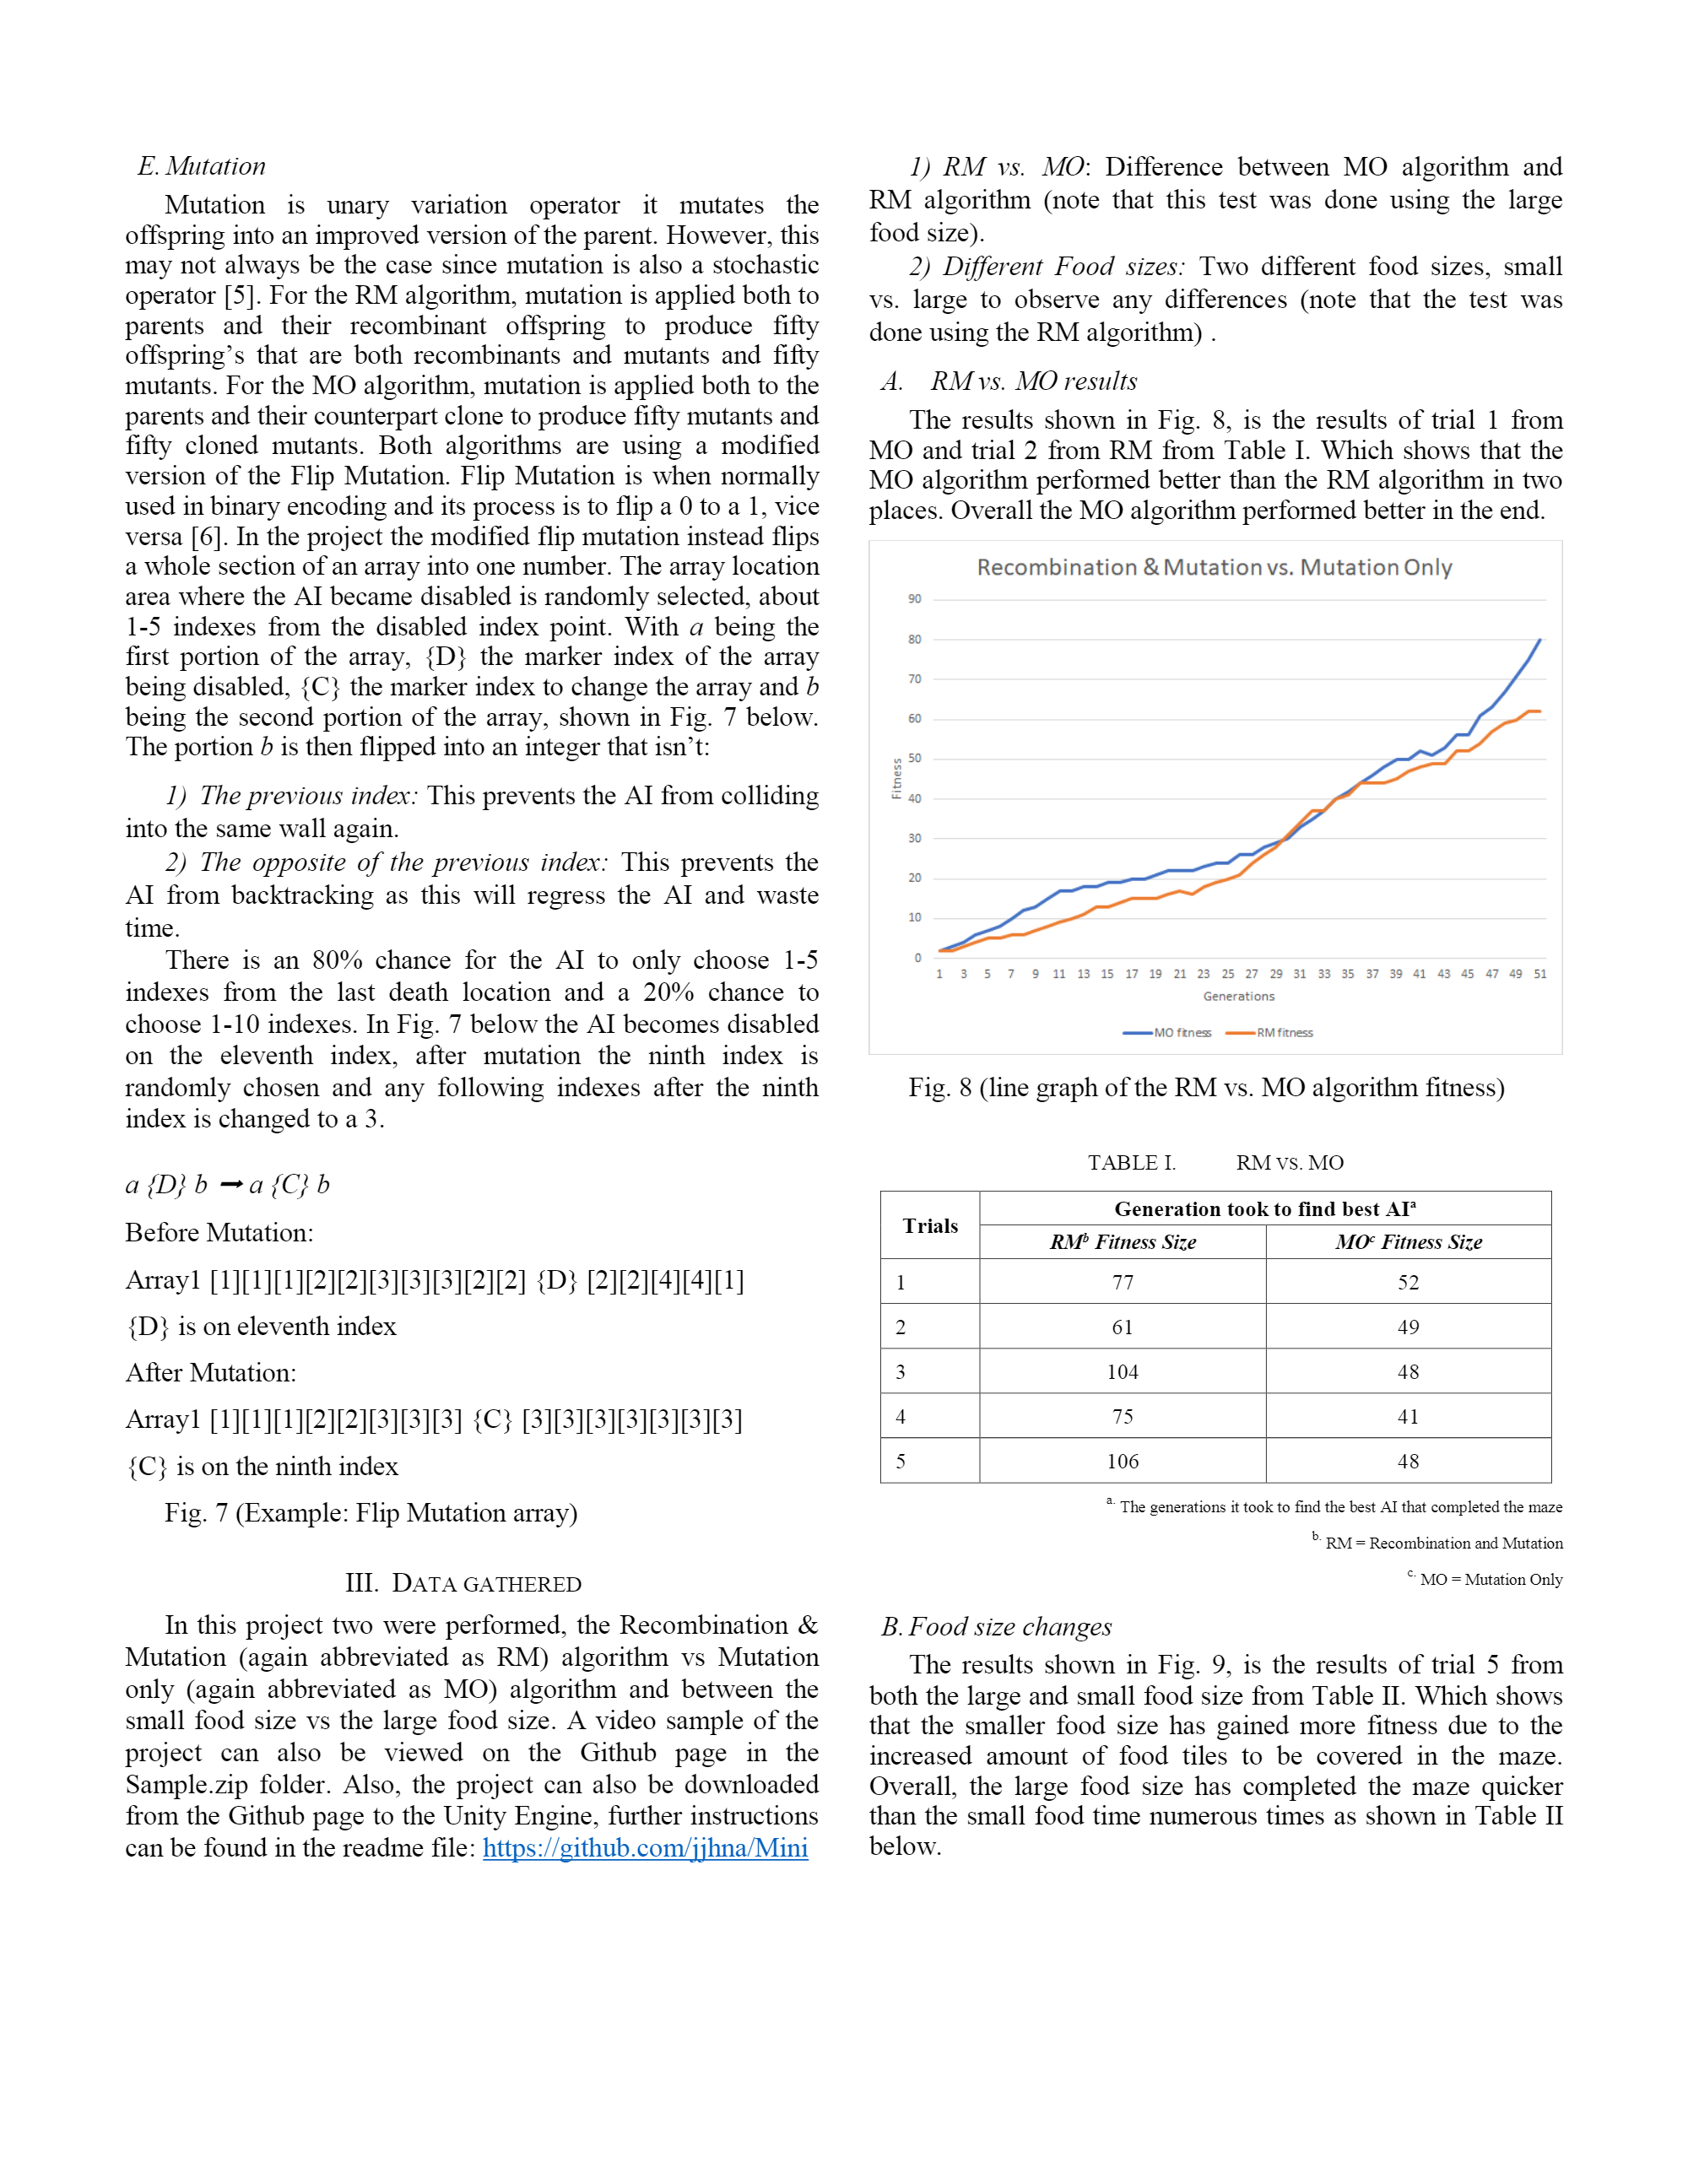 E. Mutation
Mutation is unary variation operator it mutates the
offspring into an improved version of the parent. However, this
may not always be the case since mutation is also a stochastic
operator [5]. For the RM algorithm, mutation is applied both to
parents and their recombinant offspring to produce fifty
offspring’s that are both recombinants and mutants and fifty
mutants. For the MO algorithm, mutation is applied both to the
parents and their counterpart clone to produce fifty mutants and
fifty cloned mutants. Both algorithms are using a modified
version of the Flip Mutation. Flip Mutation is when normally
used in binary encoding and its process is to flip a 0 to a 1, vice
versa [6]. In the project the modified flip mutation instead flips
a whole section of an array into one number. The array location
area where the AI became disabled is randomly selected, about
1-5 indexes from the disabled index point. With a being the
first portion of the array, {D} the marker index of the array
being disabled, {C} the marker index to change the array and b
being the second portion of the array, shown in Fig. 7 below.
The portion b is then flipped into an integer that isn’t:
1) The previous index: This prevents the AI from colliding
into the same wall again.
2) The opposite of the previous index: This prevents the
AI from backtracking as this will regress the AI and waste
time.
There is an 80% chance for the AI to only choose 1-5
indexes from the last death location and a 20% chance to
choose 1-10 indexes. In Fig. 7 below the AI becomes disabled
on the eleventh index, after mutation the ninth index is
randomly chosen and any following indexes after the ninth
index is changed to a 3.
a {D} b ➞ a {C} b
Before Mutation:
Array1 [1][1][1][2][2][3][3][3][2][2] {D} [2][2][4][4][1]
{D} is on eleventh index
After Mutation:
Array1 [1][1][1][2][2][3][3][3] {C} [3][3][3][3][3][3][3]
{C} is on the ninth index
Fig. 7 (Example: Flip Mutation array)
III. DATA GATHERED
In this project two were performed, the Recombination &
Mutation (again abbreviated as RM) algorithm vs Mutation
only (again abbreviated as MO) algorithm and between the
small food size vs the large food size. A video sample of the
project can also be viewed on the Github page in the
Sample.zip folder. Also, the project can also be downloaded
from the Github page to the Unity Engine, further instructions
can be found in the readme file: https://github.com/jjhna/Mini
1) RM vs. MO: Difference between MO algorithm and
RM algorithm (note that this test was done using the large
food size).
2) Different Food sizes: Two different food sizes, small
vs. large to observe any differences (note that the test was
done using the RM algorithm) .
A. RM vs. MO results
The results shown in Fig. 8, is the results of trial 1 from
MO and trial 2 from RM from Table I. Which shows that the
MO algorithm performed better than the RM algorithm in two
places. Overall the MO algorithm performed better in the end.
Recombination & Mutation vs. Mutation Only
90
80
70
60
50
40
30
20
10
0
Fitness
1 3 5 7 9 11 13 15 17 19 21 23 25 27 29 31 33 35 37 39 41 43 45 47 49 51
Generations
MO fitness RM fitness
Fig. 8 (line graph of the RM vs. MO algorithm fitness)
TABLE I. RM VS. MO
Trials Generation took to find best AIa
RMb Fitness Size MOc Fitness Size
1 77 52
2 61 49
3 104 48
4 75 41
5 106 48
a. The generations it took to find the best AI that completed the maze
b. RM = Recombination and Mutation
c. MO = Mutation Only
B. Food size changes
The results shown in Fig. 9, is the results of trial 5 from
both the large and small food size from Table II. Which shows
that the smaller food size has gained more fitness due to the
increased amount of food tiles to be covered in the maze.
Overall, the large food size has completed the maze quicker
than the small food time numerous times as shown in Table II
below.